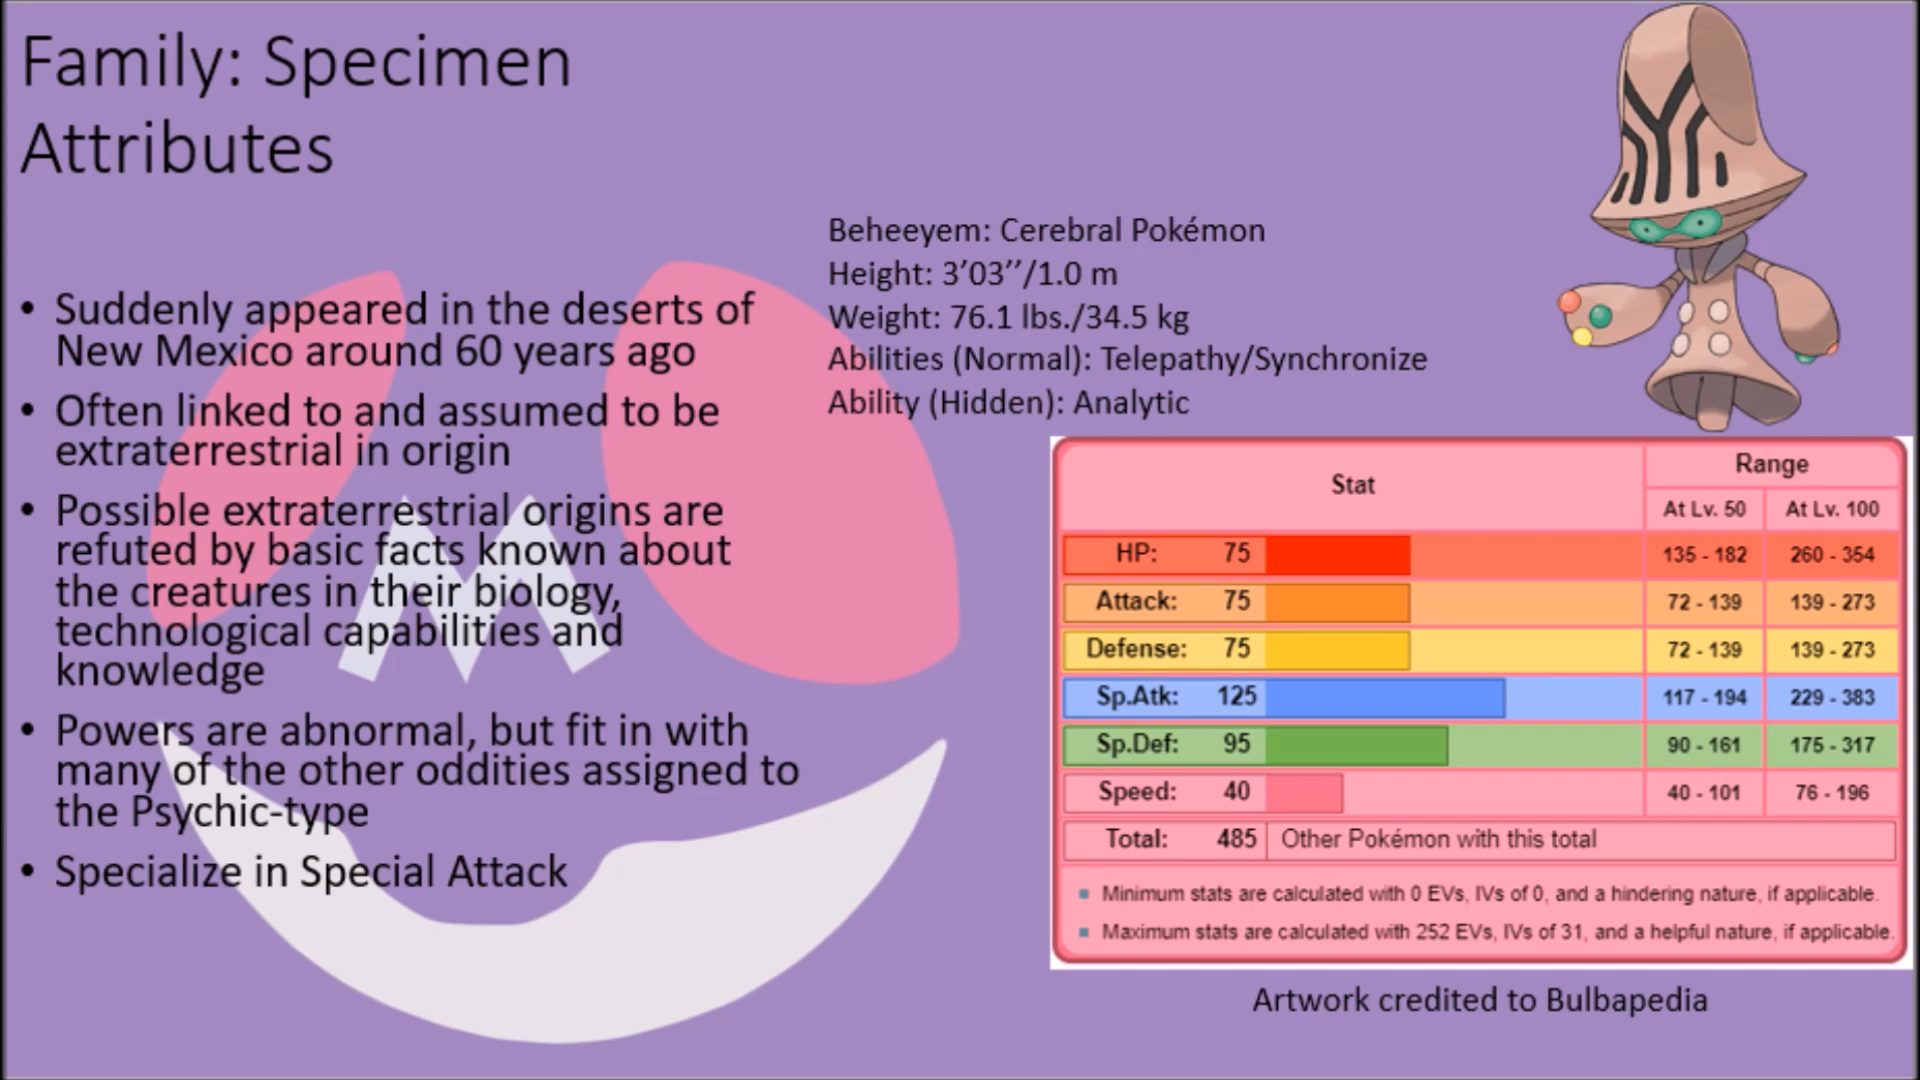 Family: Specimen
Attributes
• Suddenly appeared in the deserts of
New Mexico around 60 years ago
• Often linked to and assumed to be
extraterrestrial in origin
• Possible extraterrestrial origins are
refuted by basic facts known about
the creatures in their biology,
technological capabilities and
knowledge
• Powers are abnormal, but fit in with
many of the other oddities assigned to
the Psychic-type
• Specialize in Special Attack
Beheeyem: Cerebral Pokémon
Height: 3’03’’/1.0 m
Weight: 76.1 lbs./34.5 kg
Abilities (Normal): Telepathy/Synchronize
Ability (Hidden): Analytic
Stat Range
At Lv. 50 At Lv. 100
HP: 75 135 - 182 260 - 354
Attack: 75 72 - 139 139 - 273
Defense: 75 72 - 139 139 - 273
Sp.Atk: 125 117 - 194 229 - 383
Sp.Def: 95 90 - 161 175 - 317
Speed: 40 40 - 101 76 - 196
Total: 485 Other Pokémon with this total
Minimum stats are calculated with 0 EVs, IVs of 0, and a hindering nature, if applicable.
Maximum stats are calculated with 252 EVs, IVs of 31, and a helpful nature, if applicable.
Artwork credited to Bulbapedia